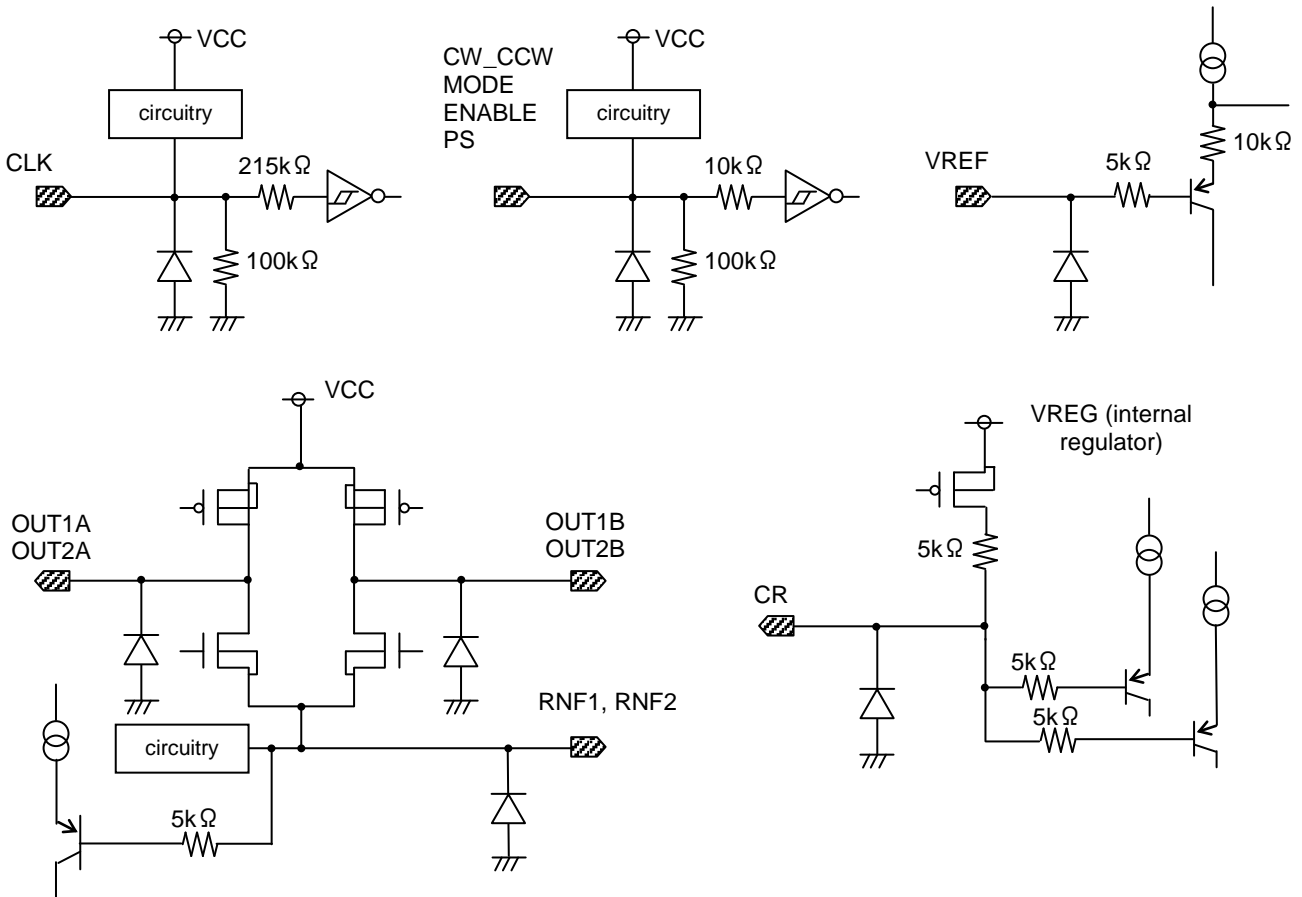 VCC
circuitry
CLK
215kΩ
100kΩ
CW_CCW
MODE
ENABLE
PS
VCC
circuitry
10kΩ
100kΩ
VREF
5kΩ
10kΩ
VCC
OUT1A
OUT2A
OUT1B
OUT2B
RNF1, RNF2
circuitry
5kΩ
VREG (internal
regulator)
5kΩ
CR
5kΩ
5kΩ